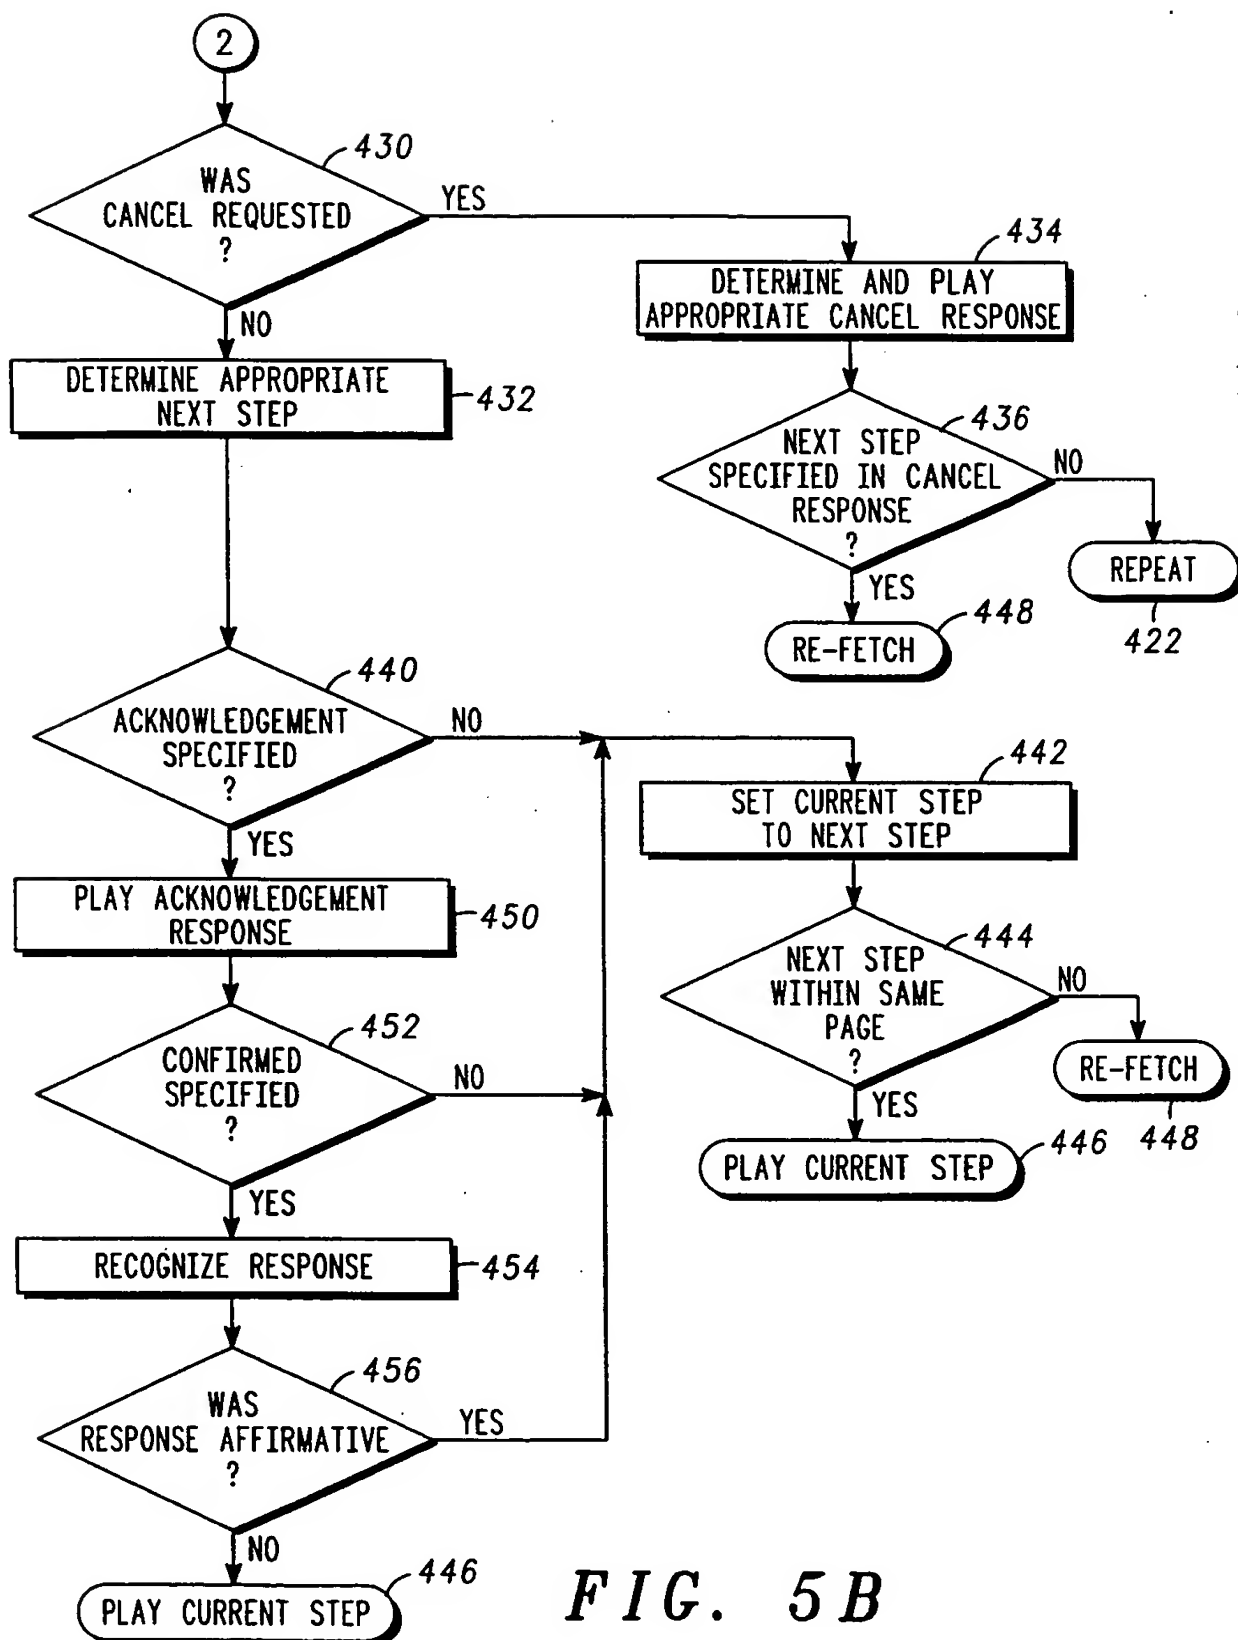 2
430
WAS
CANCEL REQUESTED
?
YES
NO
434
DETERMINE AND PLAY
APPROPRIATE CANCEL RESPONSE
DETERMINE APPROPRIATE
NEXT STEP
432
436
NEXT STEP
SPECIFIED IN CANCEL
RESPONSE
?
NO
YES
REPEAT
422
448
RE-FETCH
440
ACKNOWLEDGEMENT
SPECIFIED
?
NO
YES
442
SET CURRENT STEP
TO NEXT STEP
PLAY ACKNOWLEDGEMENT
RESPONSE
450
444
NEXT STEP
WITHIN SAME
PAGE
?
NO
YES
RE-FETCH
448
446
PLAY CURRENT STEP
452
CONFIRMED
SPECIFIED
?
NO
YES
RECOGNIZE RESPONSE
454
456
WAS
RESPONSE AFFIRMATIVE
?
YES
NO
446
PLAY CURRENT STEP
FIG. 5B